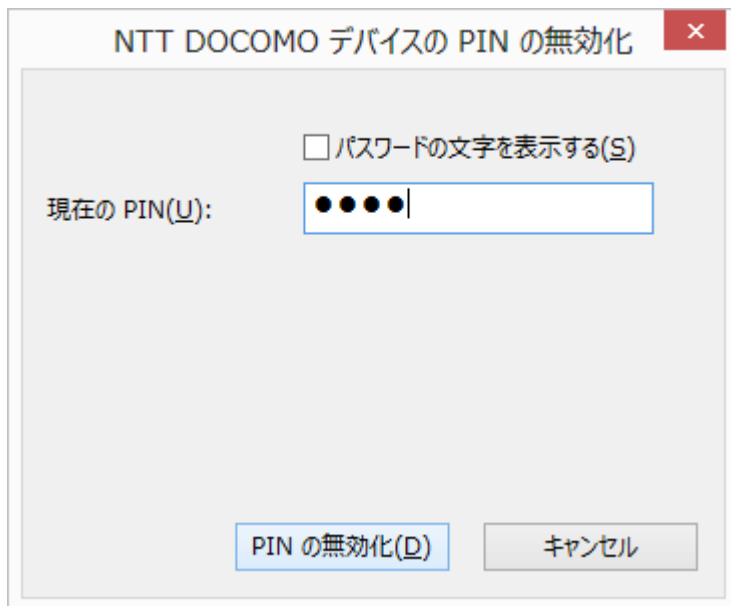 NTT DOCOMO デバイスの PIN の無効化
パスワードの文字を表示する(S)
現在の PIN(U):
●●●●
PIN の無効化(D)
キャンセル